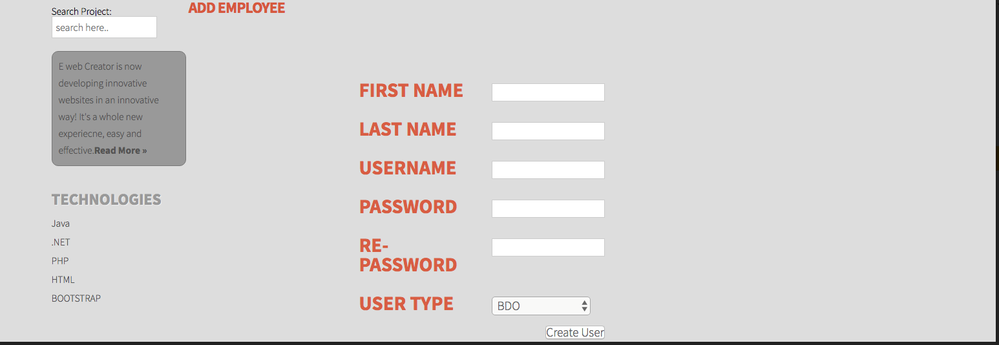 Search Project:
search here..
E web Creator is now
developing innovative
websites in an innovative
way! It's a whole new
experiecne, easy and
effective.Read More »
TECHNOLOGIES
Java
.NET
PHP
HTML
BOOTSTRAP
ADD EMPLOYEE
FIRST NAME
LAST NAME
USERNAME
PASSWORD
RE-
PASSWORD
USER TYPE
BDO
Create User